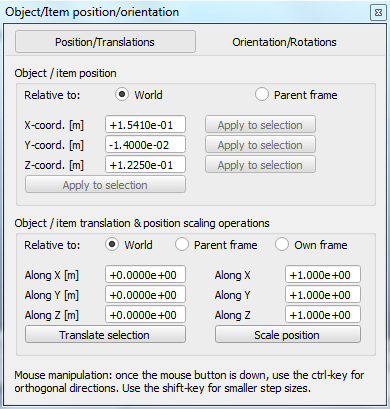 Object/Item position/orientation
Position/Translations Orientation/Rotations
Object / item position
Relative to: World Parent frame
X-coord. [m] +1.5410e-01 Apply to selection
Y-coord. [m] -1.4000e-02 Apply to selection
Z-coord. [m] +1.2250e-01 Apply to selection
Apply to selection
Object / item translation & position scaling operations
Relative to: World Parent frame Own frame
Along X [m] +0.0000e+00 Along X +1.000e+00
Along Y [m] +0.0000e+00 Along Y +1.000e+00
Along Z [m] +0.0000e+00 Along Z +1.000e+00
Translate selection Scale position
Mouse manipulation: once the mouse button is down, use the ctrl-key for
orthogonal directions. Use the shift-key for smaller step sizes.